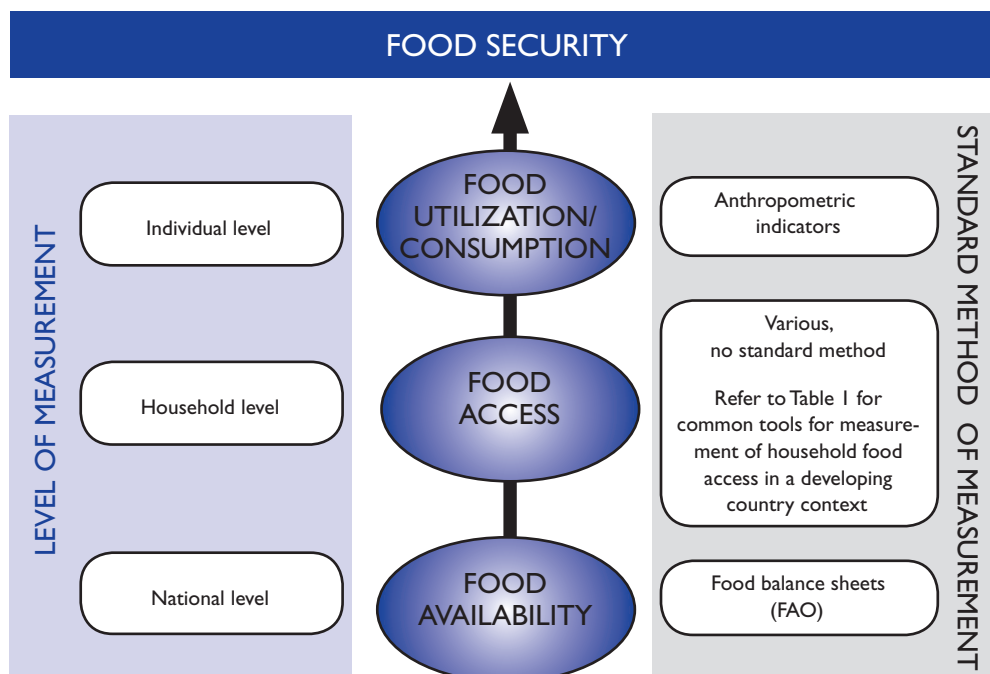 FOOD SECURITY
LEVEL OF MEASUREMENT
Individual level
Household level
National level
FOOD
UTILIZATION/
CONSUMPTION
FOOD
ACCESS
FOOD
AVAILABILITY
Anthropometric
indicators
Various,
no standard method
Refer to Table 1 for
common tools for measure-
ment of household food
access in a developing
country context
Food balance sheets
(FAO)
STANDARD METHOD OF MEASUREMENT